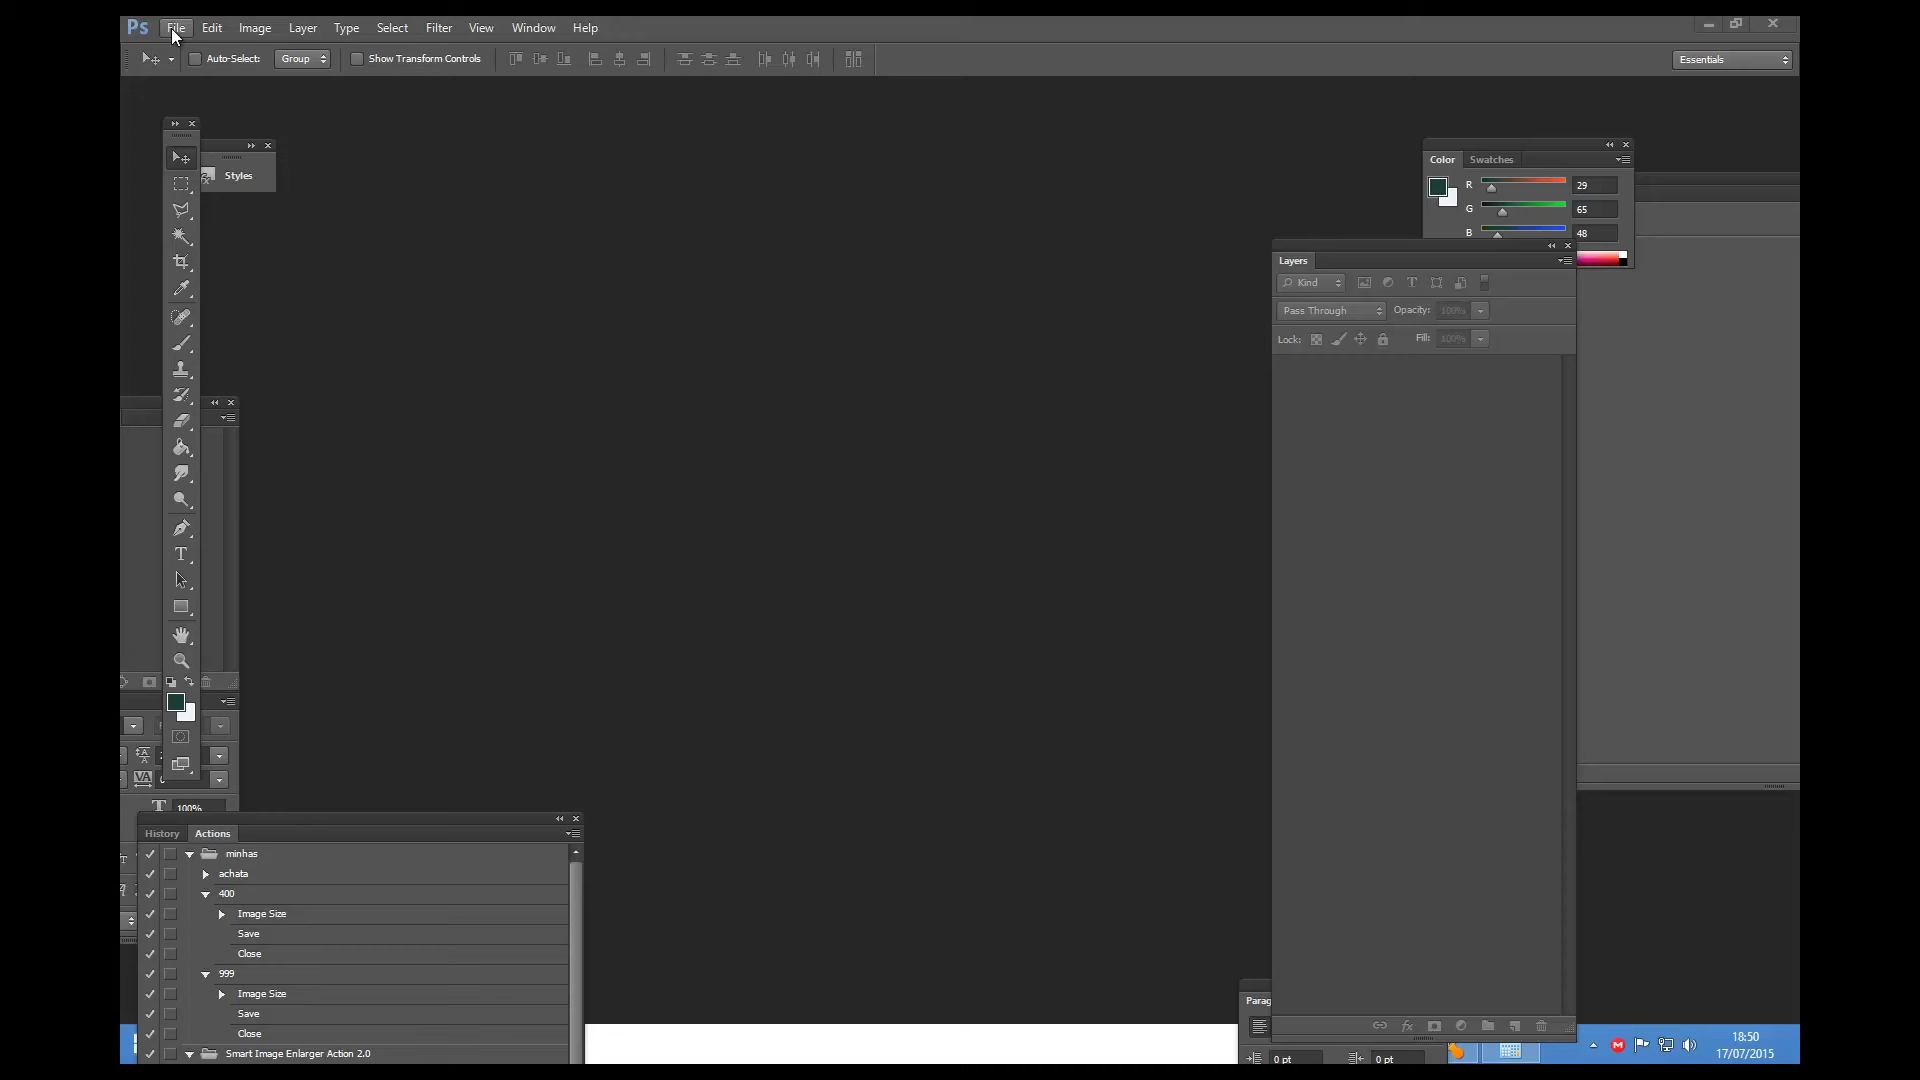 Ps File Edit Image Layer Type Select Filter View Window Help
Auto-Select: Group Show Transform Controls Essentials
Styles
Color Swatches
R 29
G 65
B 48
Layers
Kind
Pass Through Opacity: 100%
Lock: Fill: 100%
100%
History Actions
minhas
achata
400
Image Size
Save
Close
999
Image Size
Save
Close
Smart Image Enlarger Action 2.0
Parag
0 pt 0 pt
18:50
17/07/2015